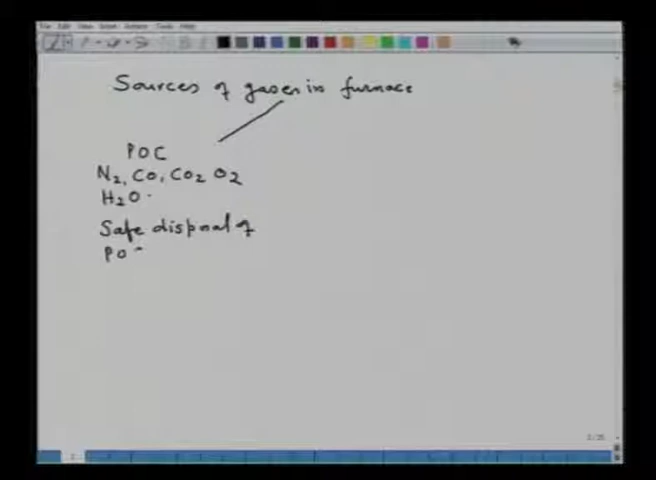 Sources of gases in furnace
POC
N2, CO, CO2 O2
H2O.
Safe disposal of
PO